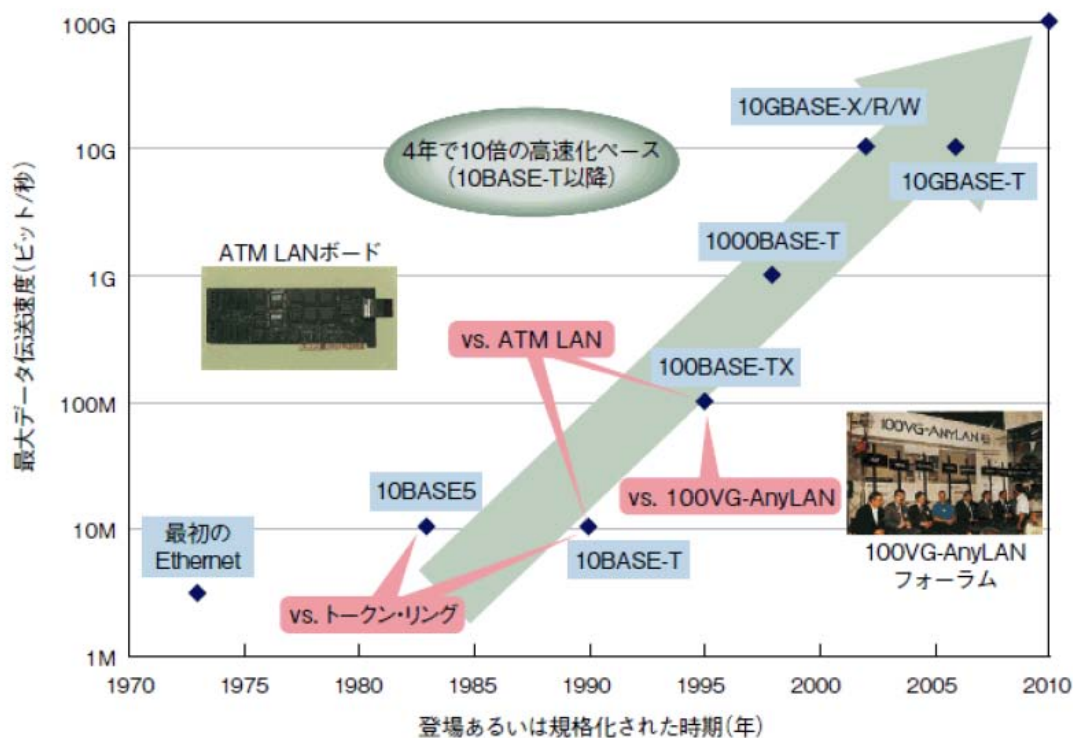 100G
10G
1G
100M
10M
1M
最大データ伝送速度(ビット/秒)
1970
1975
1980
1985
1990
1995
2000
2005
2010
登場あるいは規格化された時期(年)
4年で10倍の高速化ペース
(10BASE-T以降)
10GBASE-X/R/W
10GBASE-T
ATM LANボード
1000BASE-T
vs. ATM LAN
100BASE-TX
10BASE5
vs. 100VG-AnyLAN
最初の
Ethernet
10BASE-T
vs. トークン・リング
100VG-AnyLAN
100VG-AnyLAN
フォーラム